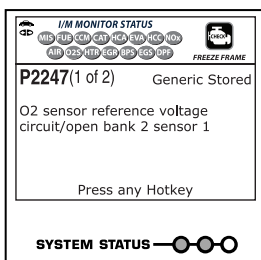 I/M MONITOR STATUS
MIS FUE CCM CAT HCA EVA HCC NOx
AIR O2S HTR EGR BPS EGS DPF
CHECK
FREEZE FRAME
P2247(1 of 2) Generic Stored
O2 sensor reference voltage
circuit/open bank 2 sensor 1
Press any Hotkey
SYSTEM STATUS